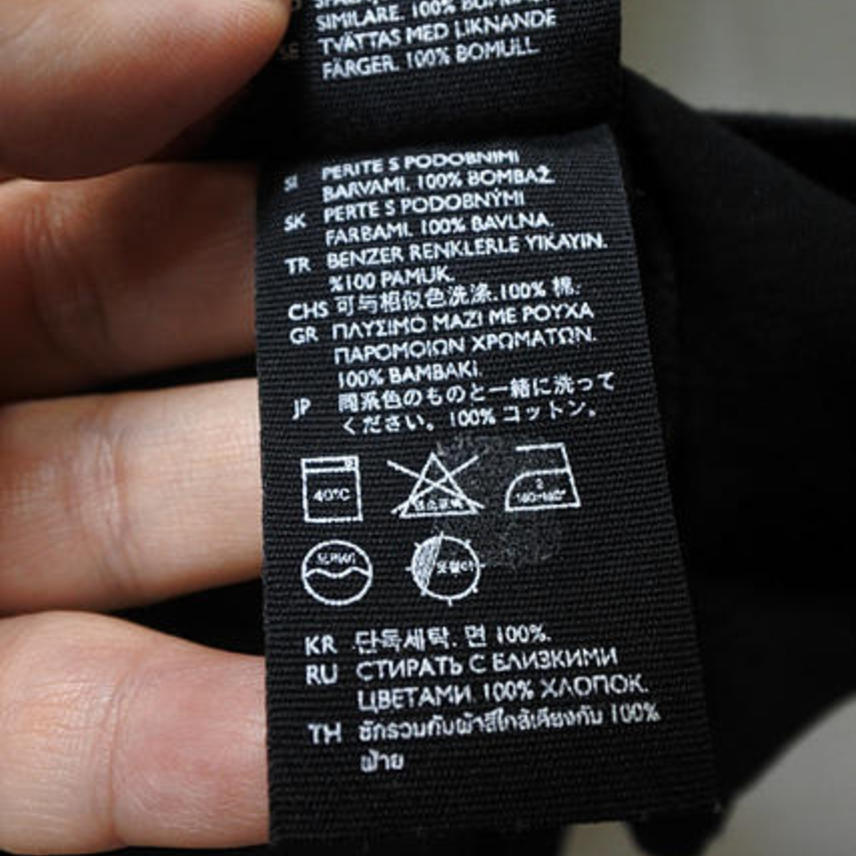 SIMILARE. 100%
SE TVÄTTAS MED LIKNANDE
FÄRGER. 100% BOMULL.
SI PERITE S PODOBNIMI
BARVAMI. 100% BOMBAŽ
SK PERTE S PODOBNÝMI
FARBAMI. 100% BAVLNA.
TR BENZER RENKLERLE YIKAYIN.
%100 PAMUK.
CHS 可与相似色洗涤.100% 棉.
GR ΠΛΥΣΙΜΟ ΜΑΖΙ ΜΕ ΡΟΥΧΑ
ΠΑΡΟΜΟΙΩΝ ΧΡΩΜΑΤΩΝ.
100% ΒΑΜΒΑΚΙ.
JP 同系色のものと一緒に洗って
ください。100% コットン。
40°C
2
드라이
KR 단독세탁. 면 100%.
RU СТИРАТЬ С БЛИЗКИМИ
ЦВЕТАМИ. 100% ХЛОПОК.
TH ซักรวมกับผ้าสีใกล้เคียงกับ 100%
ฝ้าย